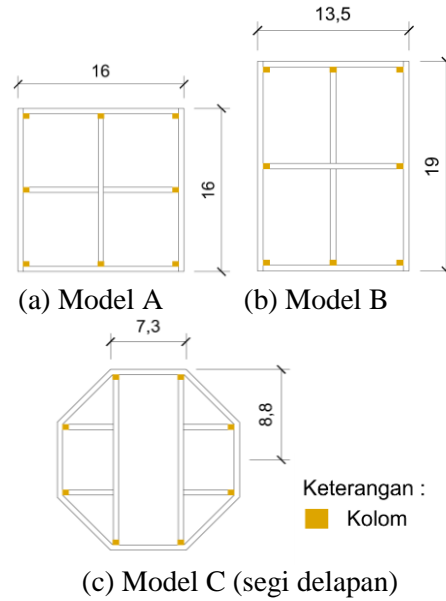 16
16
(a) Model A
13,5
19
(b) Model B
7,3
8,8
Keterangan :
Kolom
(c) Model C (segi delapan)